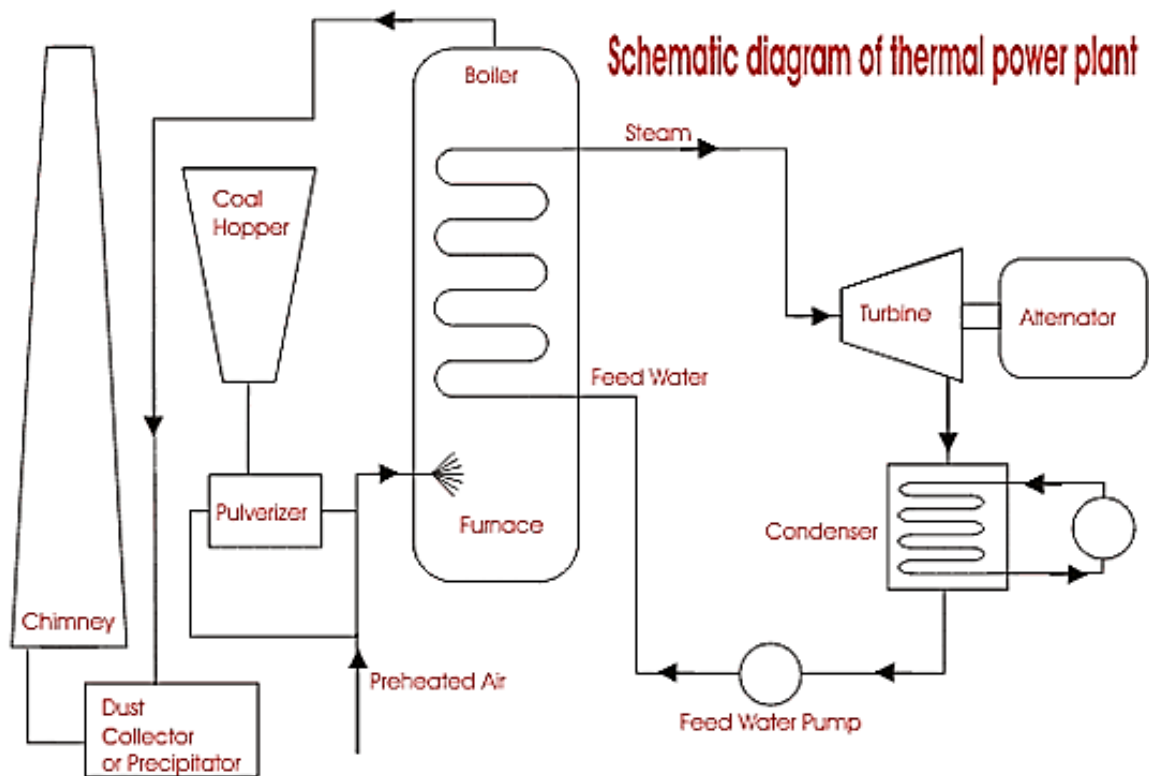 Schematic diagram of thermal power plant
Boiler
Steam
Coal
Hopper
Turbine
Alternator
Feed Water
Pulverizer
Furnace
Condenser
Chimney
Preheated Air
Dust
Collector
or Precipitator
Feed Water Pump